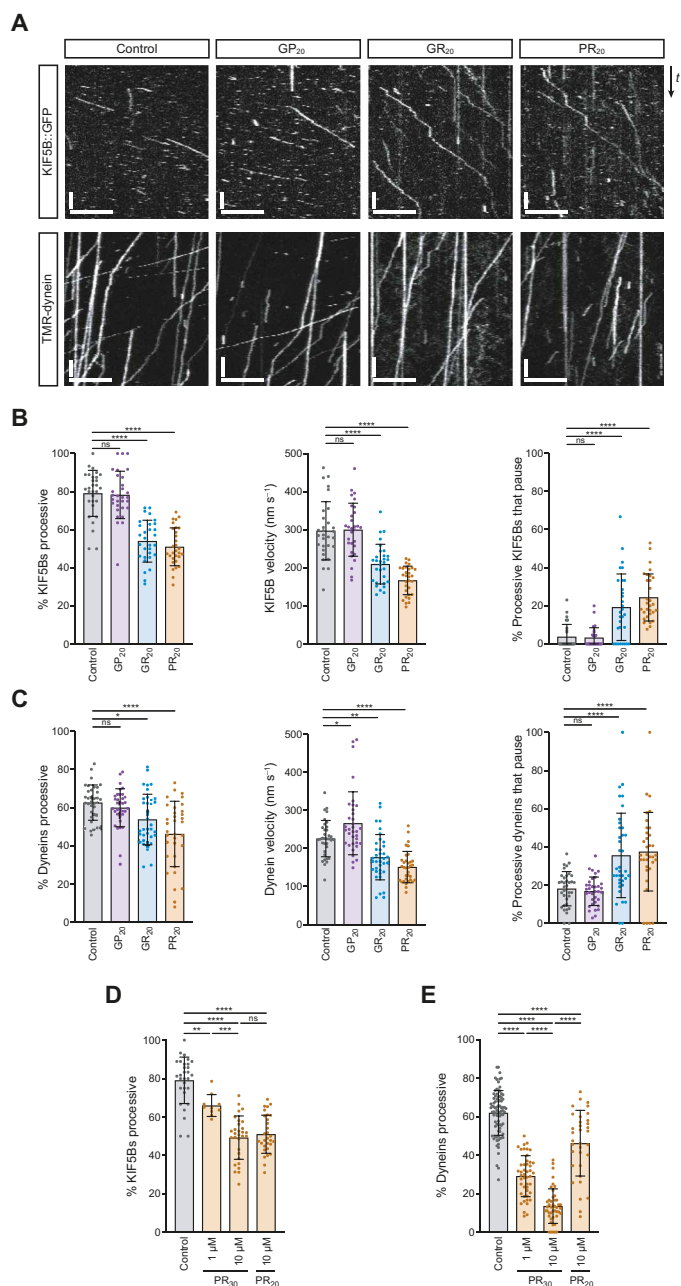 A
Control
GP20
GR20
PR20
KIF5B::GFP
t
TMR-dynein
B
% KIF5Bs processive
100
80
60
40
20
0
ns
****
****
Control
GP20
GR20
PR20
KIF5B velocity (nm s⁻¹)
500
400
300
200
100
0
ns
****
****
Control
GP20
GR20
PR20
% Processive KIF5Bs that pause
100
80
60
40
20
0
ns
****
****
Control
GP20
GR20
PR20
C
% Dyneins processive
100
80
60
40
20
0
ns
*
****
Control
GP20
GR20
PR20
Dynein velocity (nm s⁻¹)
500
400
300
200
100
0
*
**
****
Control
GP20
GR20
PR20
% Processive dyneins that pause
100
80
60
40
20
0
ns
****
****
Control
GP20
GR20
PR20
D
% KIF5Bs processive
100
80
60
40
20
0
****
**** ns
** ***
Control
1 µM
10 µM
10 µM
PR30 PR20
E
% Dyneins processive
100
80
60
40
20
0
****
**** ****
**** ****
Control
1 µM
10 µM
10 µM
PR30 PR20